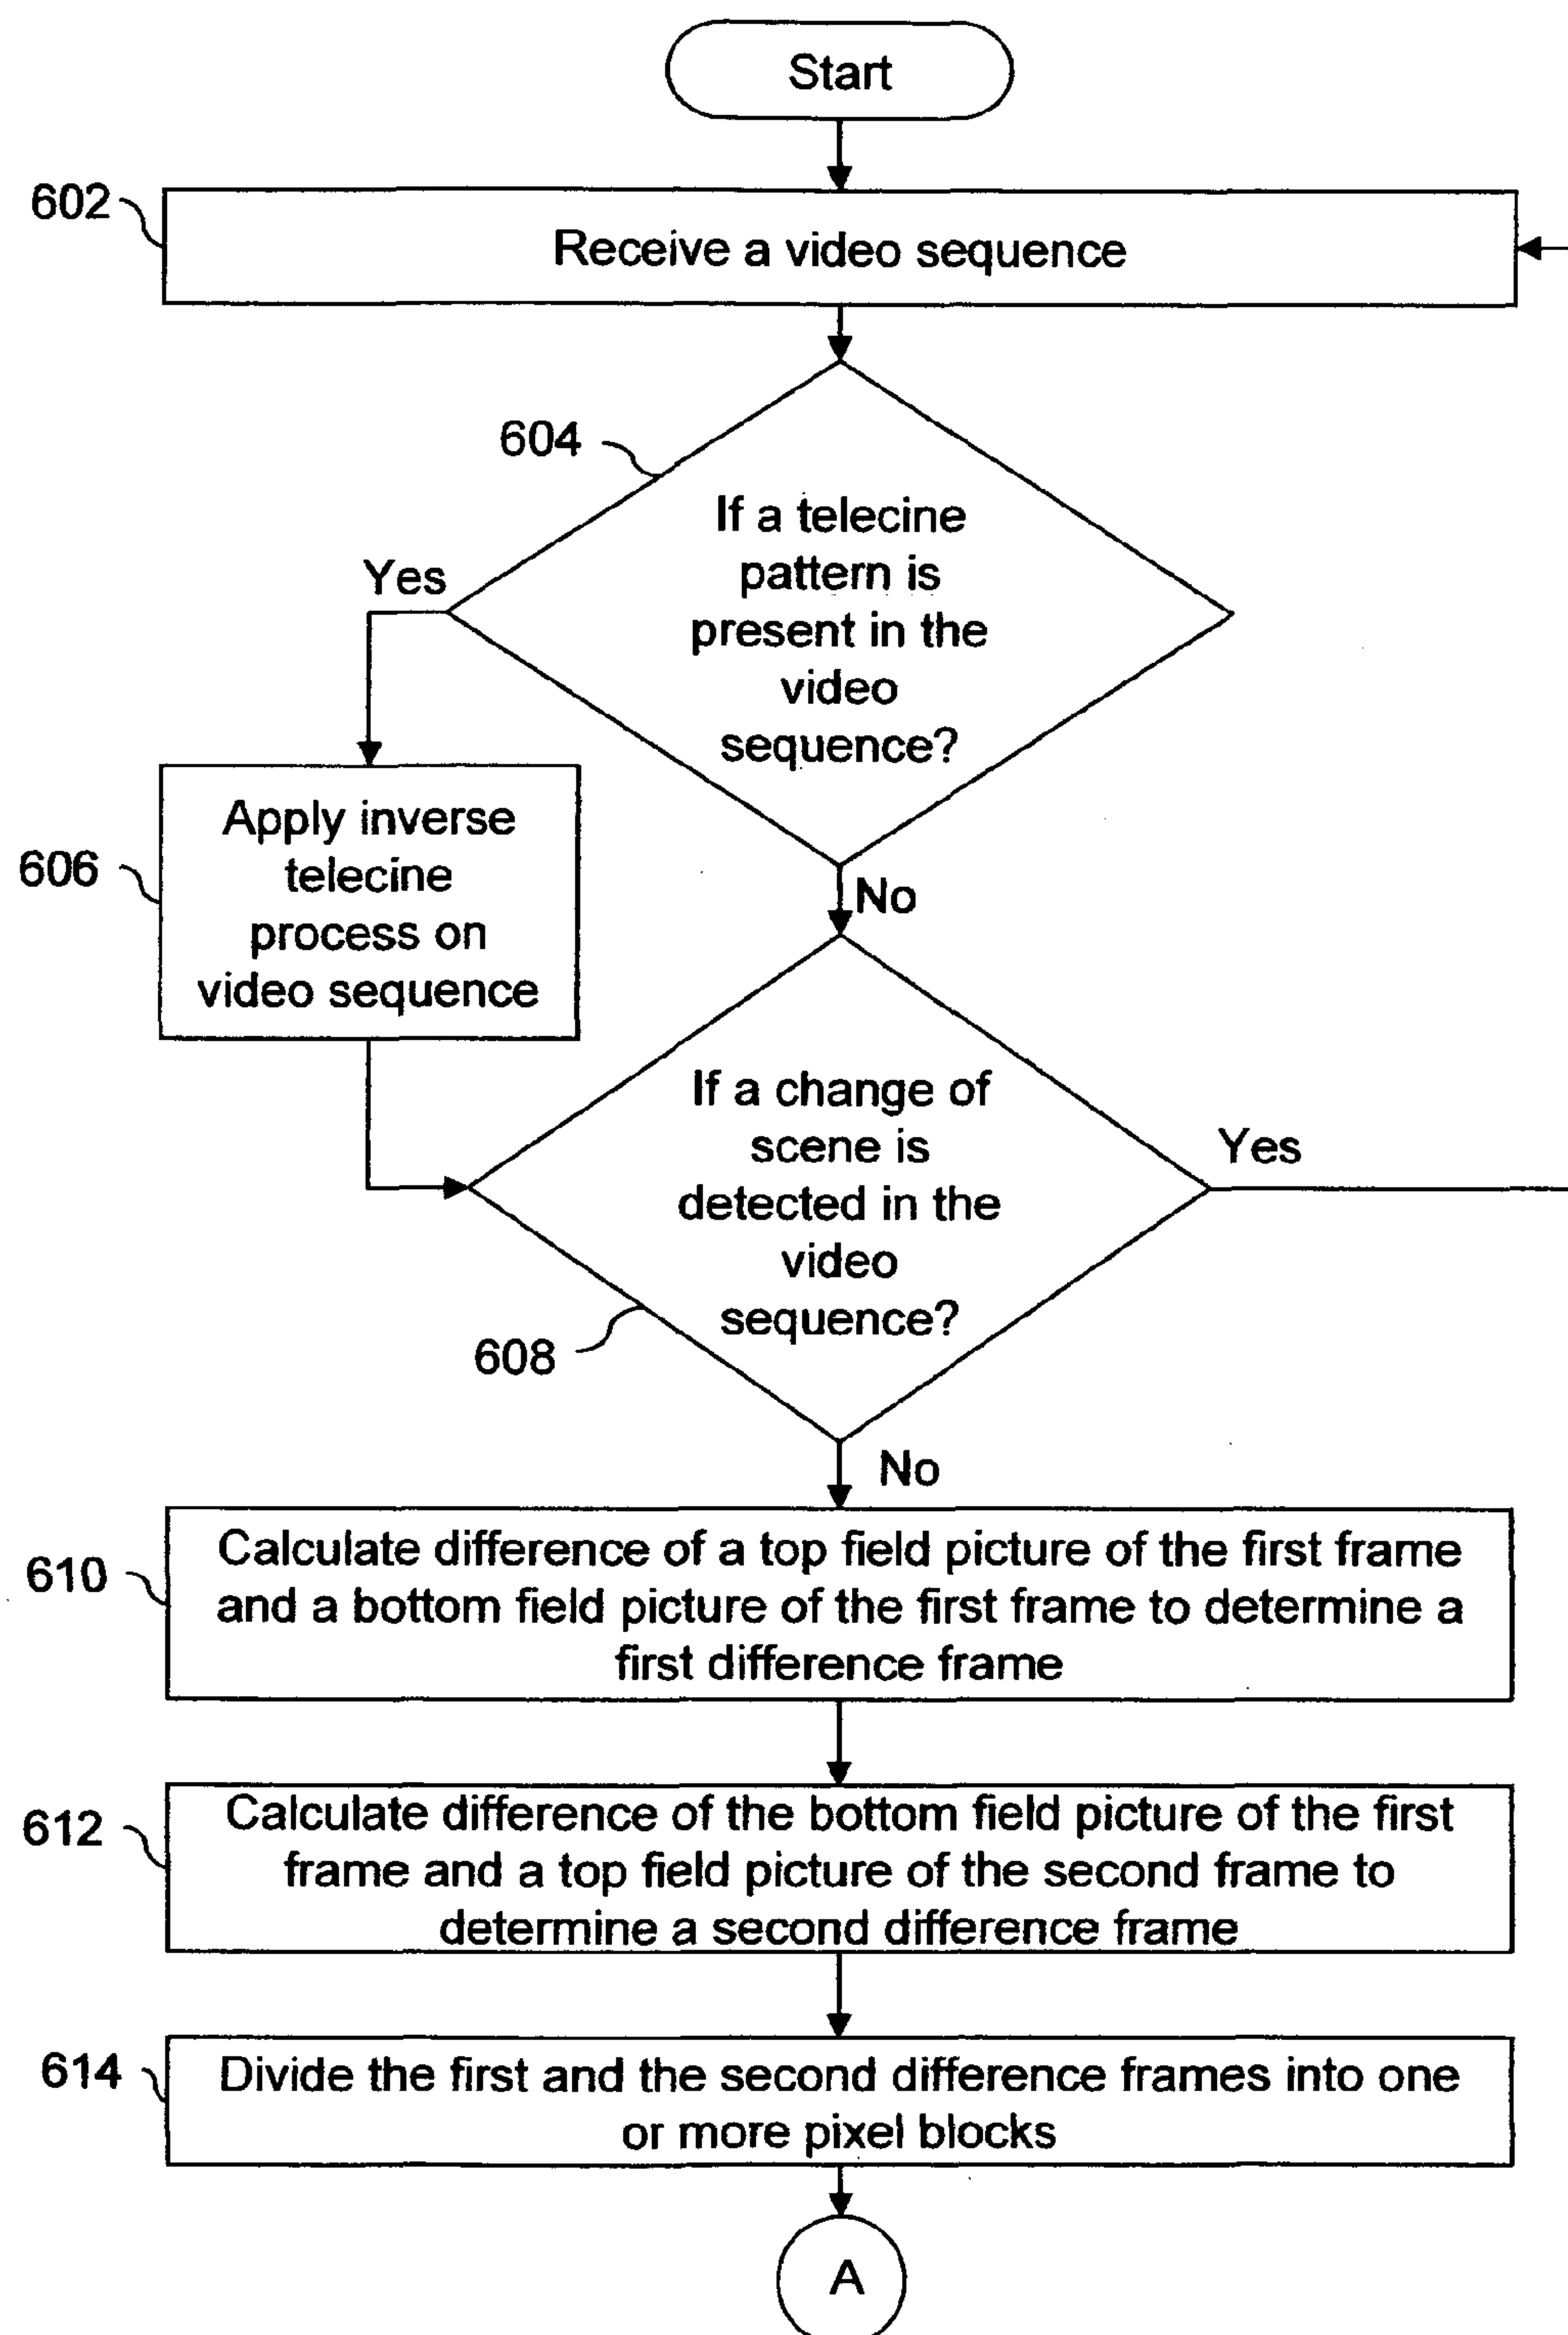 Start
602
Receive a video sequence
604
If a telecine
pattern is
present in the
video
sequence?
Yes
No
606
Apply inverse
telecine
process on
video sequence
If a change of
scene is
detected in the
video
sequence?
Yes
608
No
610
Calculate difference of a top field picture of the first frame
and a bottom field picture of the first frame to determine a
first difference frame
612
Calculate difference of the bottom field picture of the first
frame and a top field picture of the second frame to
determine a second difference frame
614
Divide the first and the second difference frames into one
or more pixel blocks
A